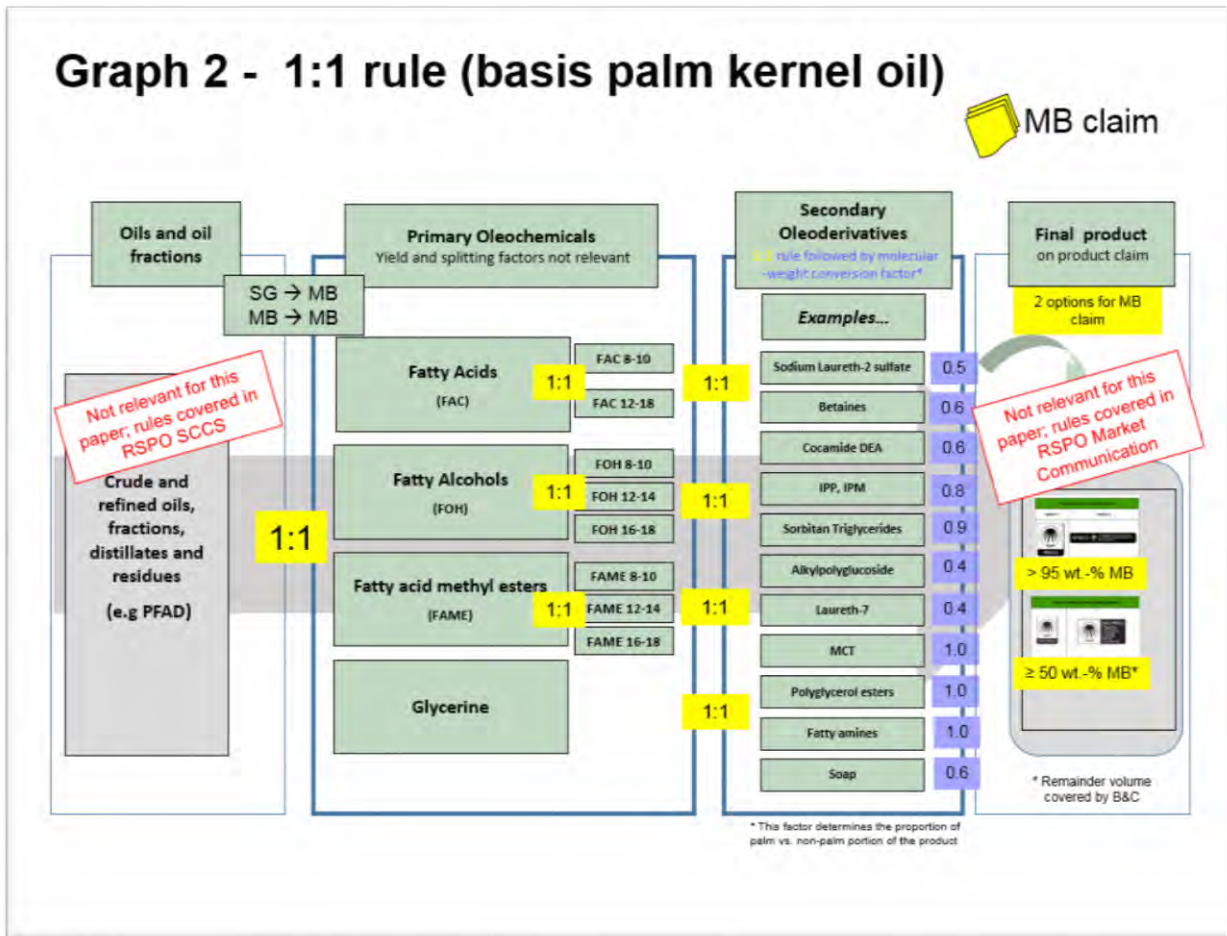 Graph 2 - 1:1 rule (basis palm kernel oil)
MB claim
Oils and oil
fractions
SG → MB
MB → MB
Not relevant for this
paper; rules covered in
RSPO SCCS
Crude and
refined oils,
fractions,
distillates and
residues
(e.g PFAD)
1:1
Primary Oleochemicals
Yield and splitting factors not relevant
Fatty Acids
(FAC)
1:1
FAC 8-10
FAC 12-18
Fatty Alcohols
(FOH)
1:1
FOH 8-10
FOH 12-14
FOH 16-18
Fatty acid methyl esters
(FAME)
1:1
FAME 8-10
FAME 12-14
FAME 16-18
Glycerine
1:1
1:1
1:1
1:1
Secondary
Oleoderivatives
1:1 rule followed by molecular
-weight conversion factor*
Examples...
Sodium Laureth-2 sulfate 0.5
Betaines 0.6
Cocamide DEA 0.6
IPP, IPM 0.8
Sorbitan Triglycerides 0.9
Alkylpolyglucoside 0.4
Laureth-7 0.4
MCT 1.0
Polyglycerol esters 1.0
Fatty amines 1.0
Soap 0.6
* This factor determines the proportion of
palm vs. non-palm portion of the product
Final product
on product claim
2 options for MB
claim
Not relevant for this
paper; rules covered in
RSPO Market
Communication
> 95 wt.-% MB
≥ 50 wt.-% MB*
* Remainder volume
covered by B&C